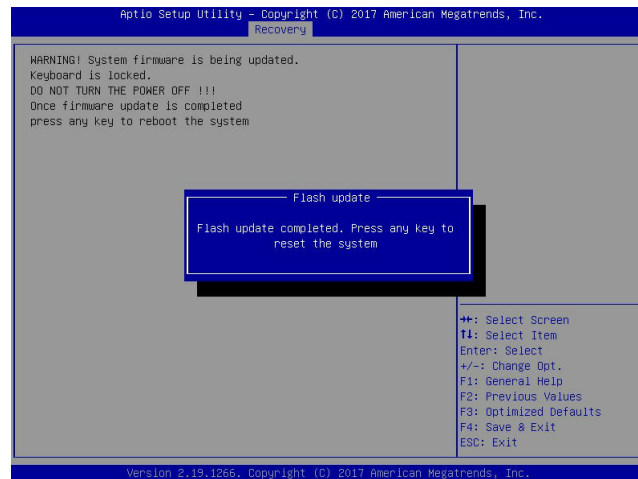 Aptio Setup Utility – Copyright (C) 2017 American Megatrends, Inc.
Recovery
WARNING! System firmware is being updated.
Keyboard is locked.
DO NOT TURN THE POWER OFF !!!
Once firmware update is completed
press any key to reboot the system
Flash update
Flash update completed. Press any key to
reset the system
→←: Select Screen
↑↓: Select Item
Enter: Select
+/-: Change Opt.
F1: General Help
F2: Previous Values
F3: Optimized Defaults
F4: Save & Exit
ESC: Exit
Version 2.19.1266. Copyright (C) 2017 American Megatrends, Inc.